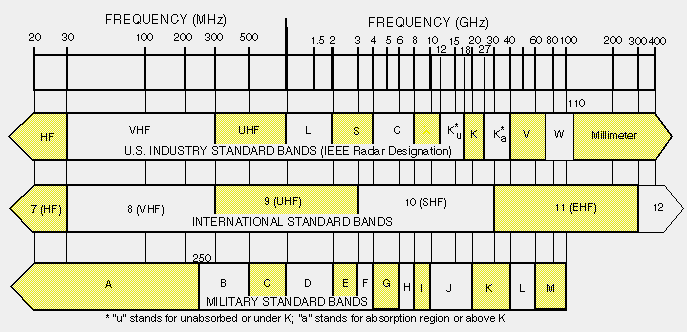 FREQUENCY (MHz) FREQUENCY (GHz)
20 30 100 200 300 500 1.5 2 3 4 5 6 8 10 15 20 30 40 60 80 100 200 300 400
12 18 27
110
HF VHF UHF L S C K*u K K*a V W Millimeter
U.S. INDUSTRY STANDARD BANDS (IEEE Radar Designation)
7 (HF) 8 (VHF) 9 (UHF) 10 (SHF) 11 (EHF) 12
INTERNATIONAL STANDARD BANDS
250
A B C D E F G H I J K L M
MILITARY STANDARD BANDS
* "u" stands for unabsorbed or under K; "a" stands for absorption region or above K